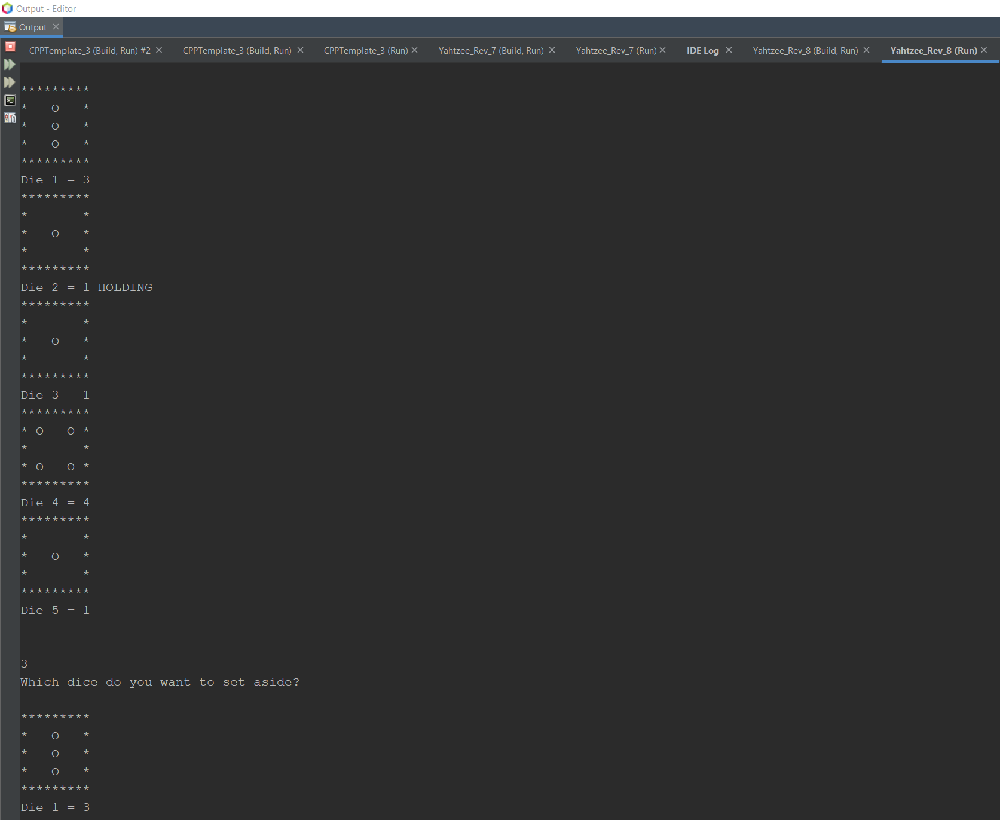 Output - Editor
Output
CPPTemplate_3 (Build, Run) #2 CPPTemplate_3 (Build, Run) CPPTemplate_3 (Run) Yahtzee_Rev_7 (Build, Run) Yahtzee_Rev_7 (Run) IDE Log Yahtzee_Rev_8 (Build, Run) Yahtzee_Rev_8 (Run)
*********
*   o   *
*   o   *
*   o   *
*********
Die 1 = 3
*********
*       *
*   o   *
*       *
*********
Die 2 = 1 HOLDING
*********
*       *
*   o   *
*       *
*********
Die 3 = 1
*********
* o   o *
*       *
* o   o *
*********
Die 4 = 4
*********
*       *
*   o   *
*       *
*********
Die 5 = 1
3
Which dice do you want to set aside?
*********
*   o   *
*   o   *
*   o   *
*********
Die 1 = 3